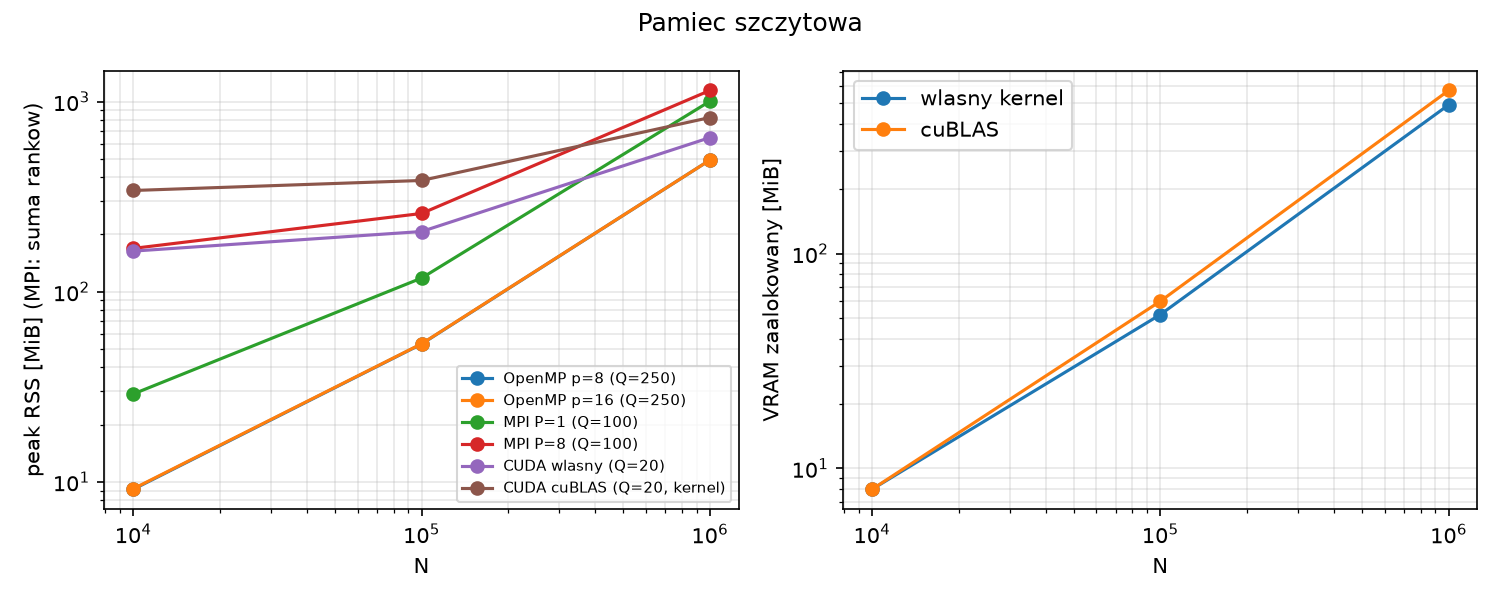 Pamiec szczytowa
peak RSS [MiB] (MPI: suma rankow)
10³
10²
10¹
OpenMP p=8 (Q=250)
OpenMP p=16 (Q=250)
MPI P=1 (Q=100)
MPI P=8 (Q=100)
CUDA wlasny (Q=20)
CUDA cuBLAS (Q=20, kernel)
10⁴ 10⁵ 10⁶
N
VRAM zaalokowany [MiB]
wlasny kernel
cuBLAS
10²
10¹
10⁴ 10⁵ 10⁶
N